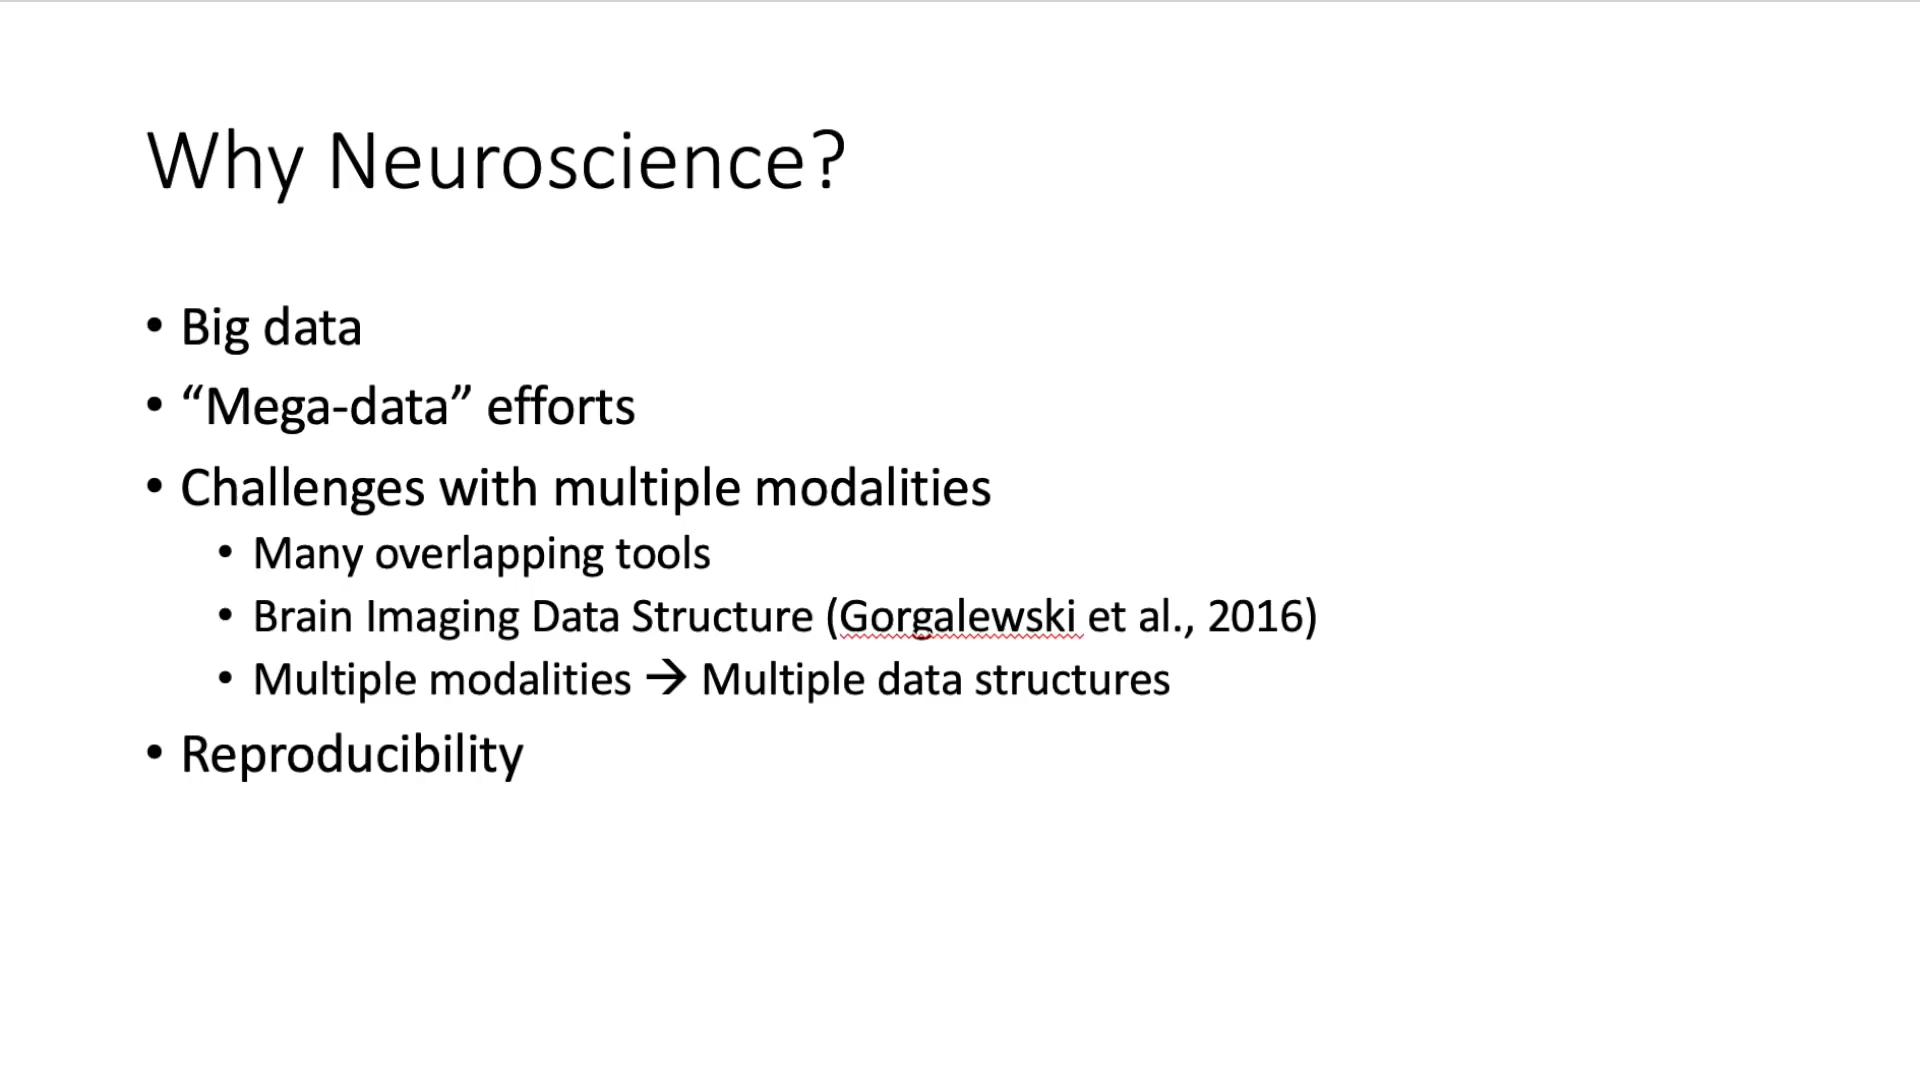 Why Neuroscience?
• Big data
• “Mega-data” efforts
• Challenges with multiple modalities
• Many overlapping tools
• Brain Imaging Data Structure (Gorgalewski et al., 2016)
• Multiple modalities → Multiple data structures
• Reproducibility